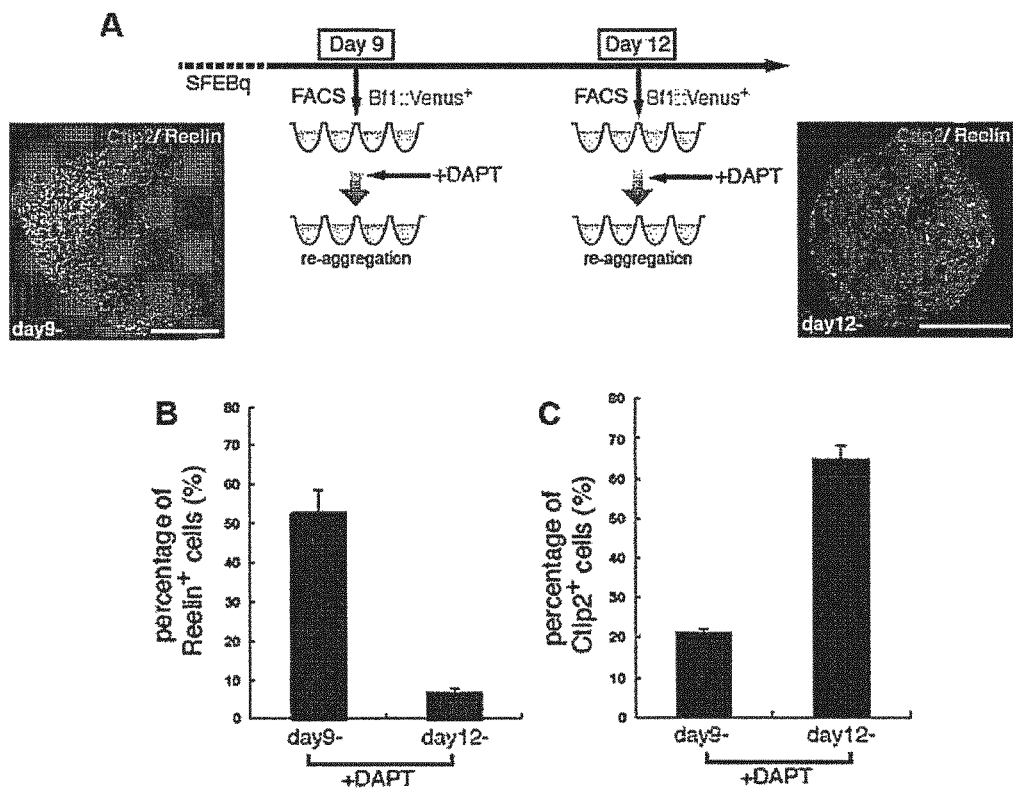 A
Day 9
Day 12
SFEBq
FACS
Bf1::Venus+
FACS
Bf1::Venus+
Ctip2/Reelin
Ctip2/Reelin
+DAPT
+DAPT
re-aggregation
re-aggregation
day9-
day12-
B
percentage of
Reelin+ cells (%)
80
70
60
50
40
30
20
10
0
day9-
day12-
+DAPT
C
percentage of
Ctip2+ cells (%)
80
70
60
50
40
30
20
10
0
day9-
day12-
+DAPT